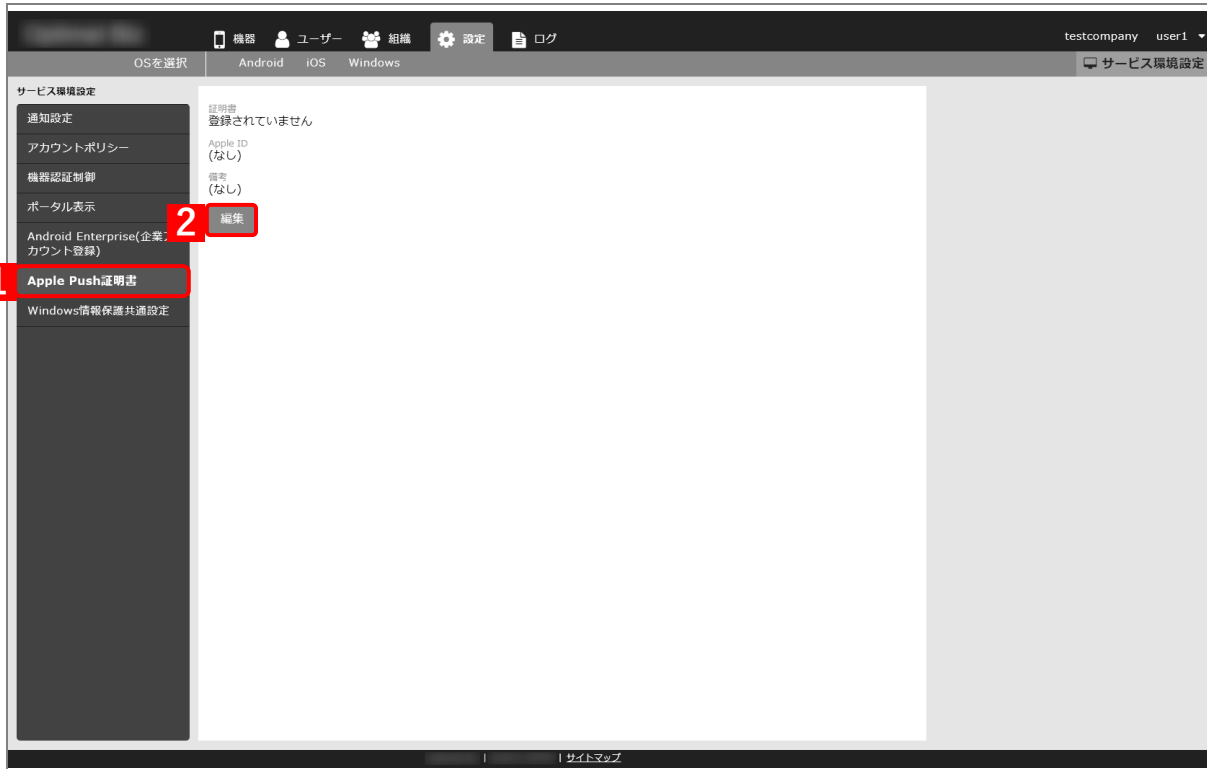 機器 ユーザー 組織 設定 ログ testcompany user1
OSを選択 Android iOS Windows サービス環境設定
サービス環境設定
通知設定
アカウントポリシー
機器認証制御
ポータル表示
Android Enterprise(企業ア
カウント登録)
1 Apple Push証明書
Windows情報保護共通設定
証明書
登録されていません
Apple ID
(なし)
備考
(なし)
2 編集
| | サイトマップ